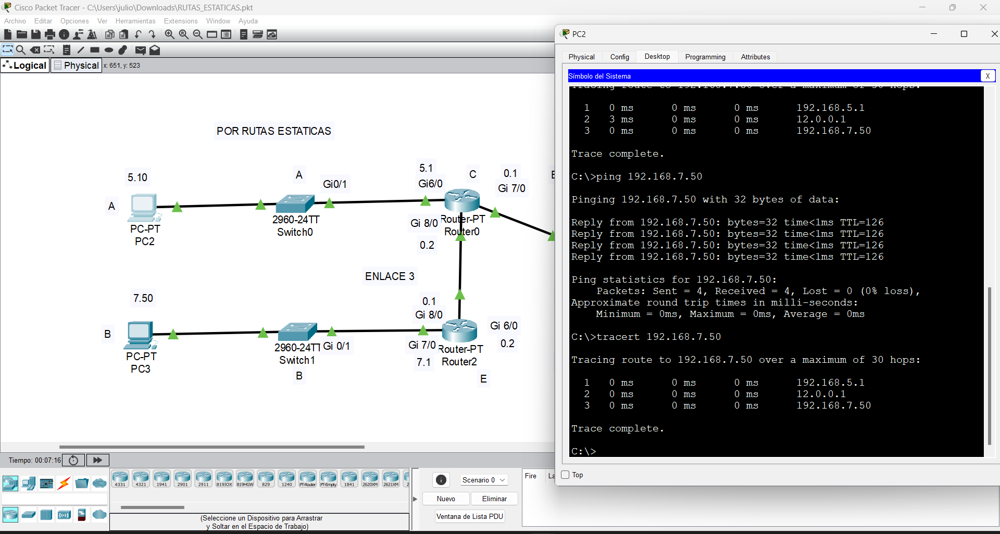 Cisco Packet Tracer - C:\Users\julio\Downloads\RUTAS_ESTATICAS.pkt
Archivo Editar Opciones Ver Herramientas Extensions Window Ayuda
Logical Physical x: 651, y: 523
POR RUTAS ESTATICAS
5.10
A
A
Gi0/1
5.1
Gi6/0
C
0.1
Gi 7/0
PC-PT
PC2
2960-24TT
Switch0
Gi 8/0
Router-PT
Router0
0.2
ENLACE 3
7.50
B
0.1
Gi 8/0
Gi 6/0
0.2
PC-PT
PC3
2960-24TT
Switch1
Gi 0/1
B
Gi 7/0
7.1
Router-PT
Router2
E
PC2
Physical Config Desktop Programming Attributes
Símbolo del Sistema X
Tracing route to 192.168.7.50 over a maximum of 30 hops:
1 0 ms 0 ms 0 ms 192.168.5.1
2 3 ms 0 ms 0 ms 12.0.0.1
3 0 ms 0 ms 0 ms 192.168.7.50
Trace complete.
C:\>ping 192.168.7.50
Pinging 192.168.7.50 with 32 bytes of data:
Reply from 192.168.7.50: bytes=32 time<1ms TTL=126
Reply from 192.168.7.50: bytes=32 time<1ms TTL=126
Reply from 192.168.7.50: bytes=32 time<1ms TTL=126
Reply from 192.168.7.50: bytes=32 time<1ms TTL=126
Ping statistics for 192.168.7.50:
Packets: Sent = 4, Received = 4, Lost = 0 (0% loss),
Approximate round trip times in milli-seconds:
Minimum = 0ms, Maximum = 0ms, Average = 0ms
C:\>tracert 192.168.7.50
Tracing route to 192.168.7.50 over a maximum of 30 hops:
1 0 ms 0 ms 0 ms 192.168.5.1
2 0 ms 0 ms 0 ms 12.0.0.1
3 0 ms 0 ms 0 ms 192.168.7.50
Trace complete.
C:\>
Top
Tiempo: 00:07:16
4331 4321 1941 2901 2911 819IOX 819HGW 829 1240 PT-Router PT-Empty 1841 2620XM 2621XM
(Seleccione un Dispositivo para Arrastrar
y Soltar en el Espacio de Trabajo)
Scenario 0
Nuevo Eliminar
Ventana de Lista PDU
Fire